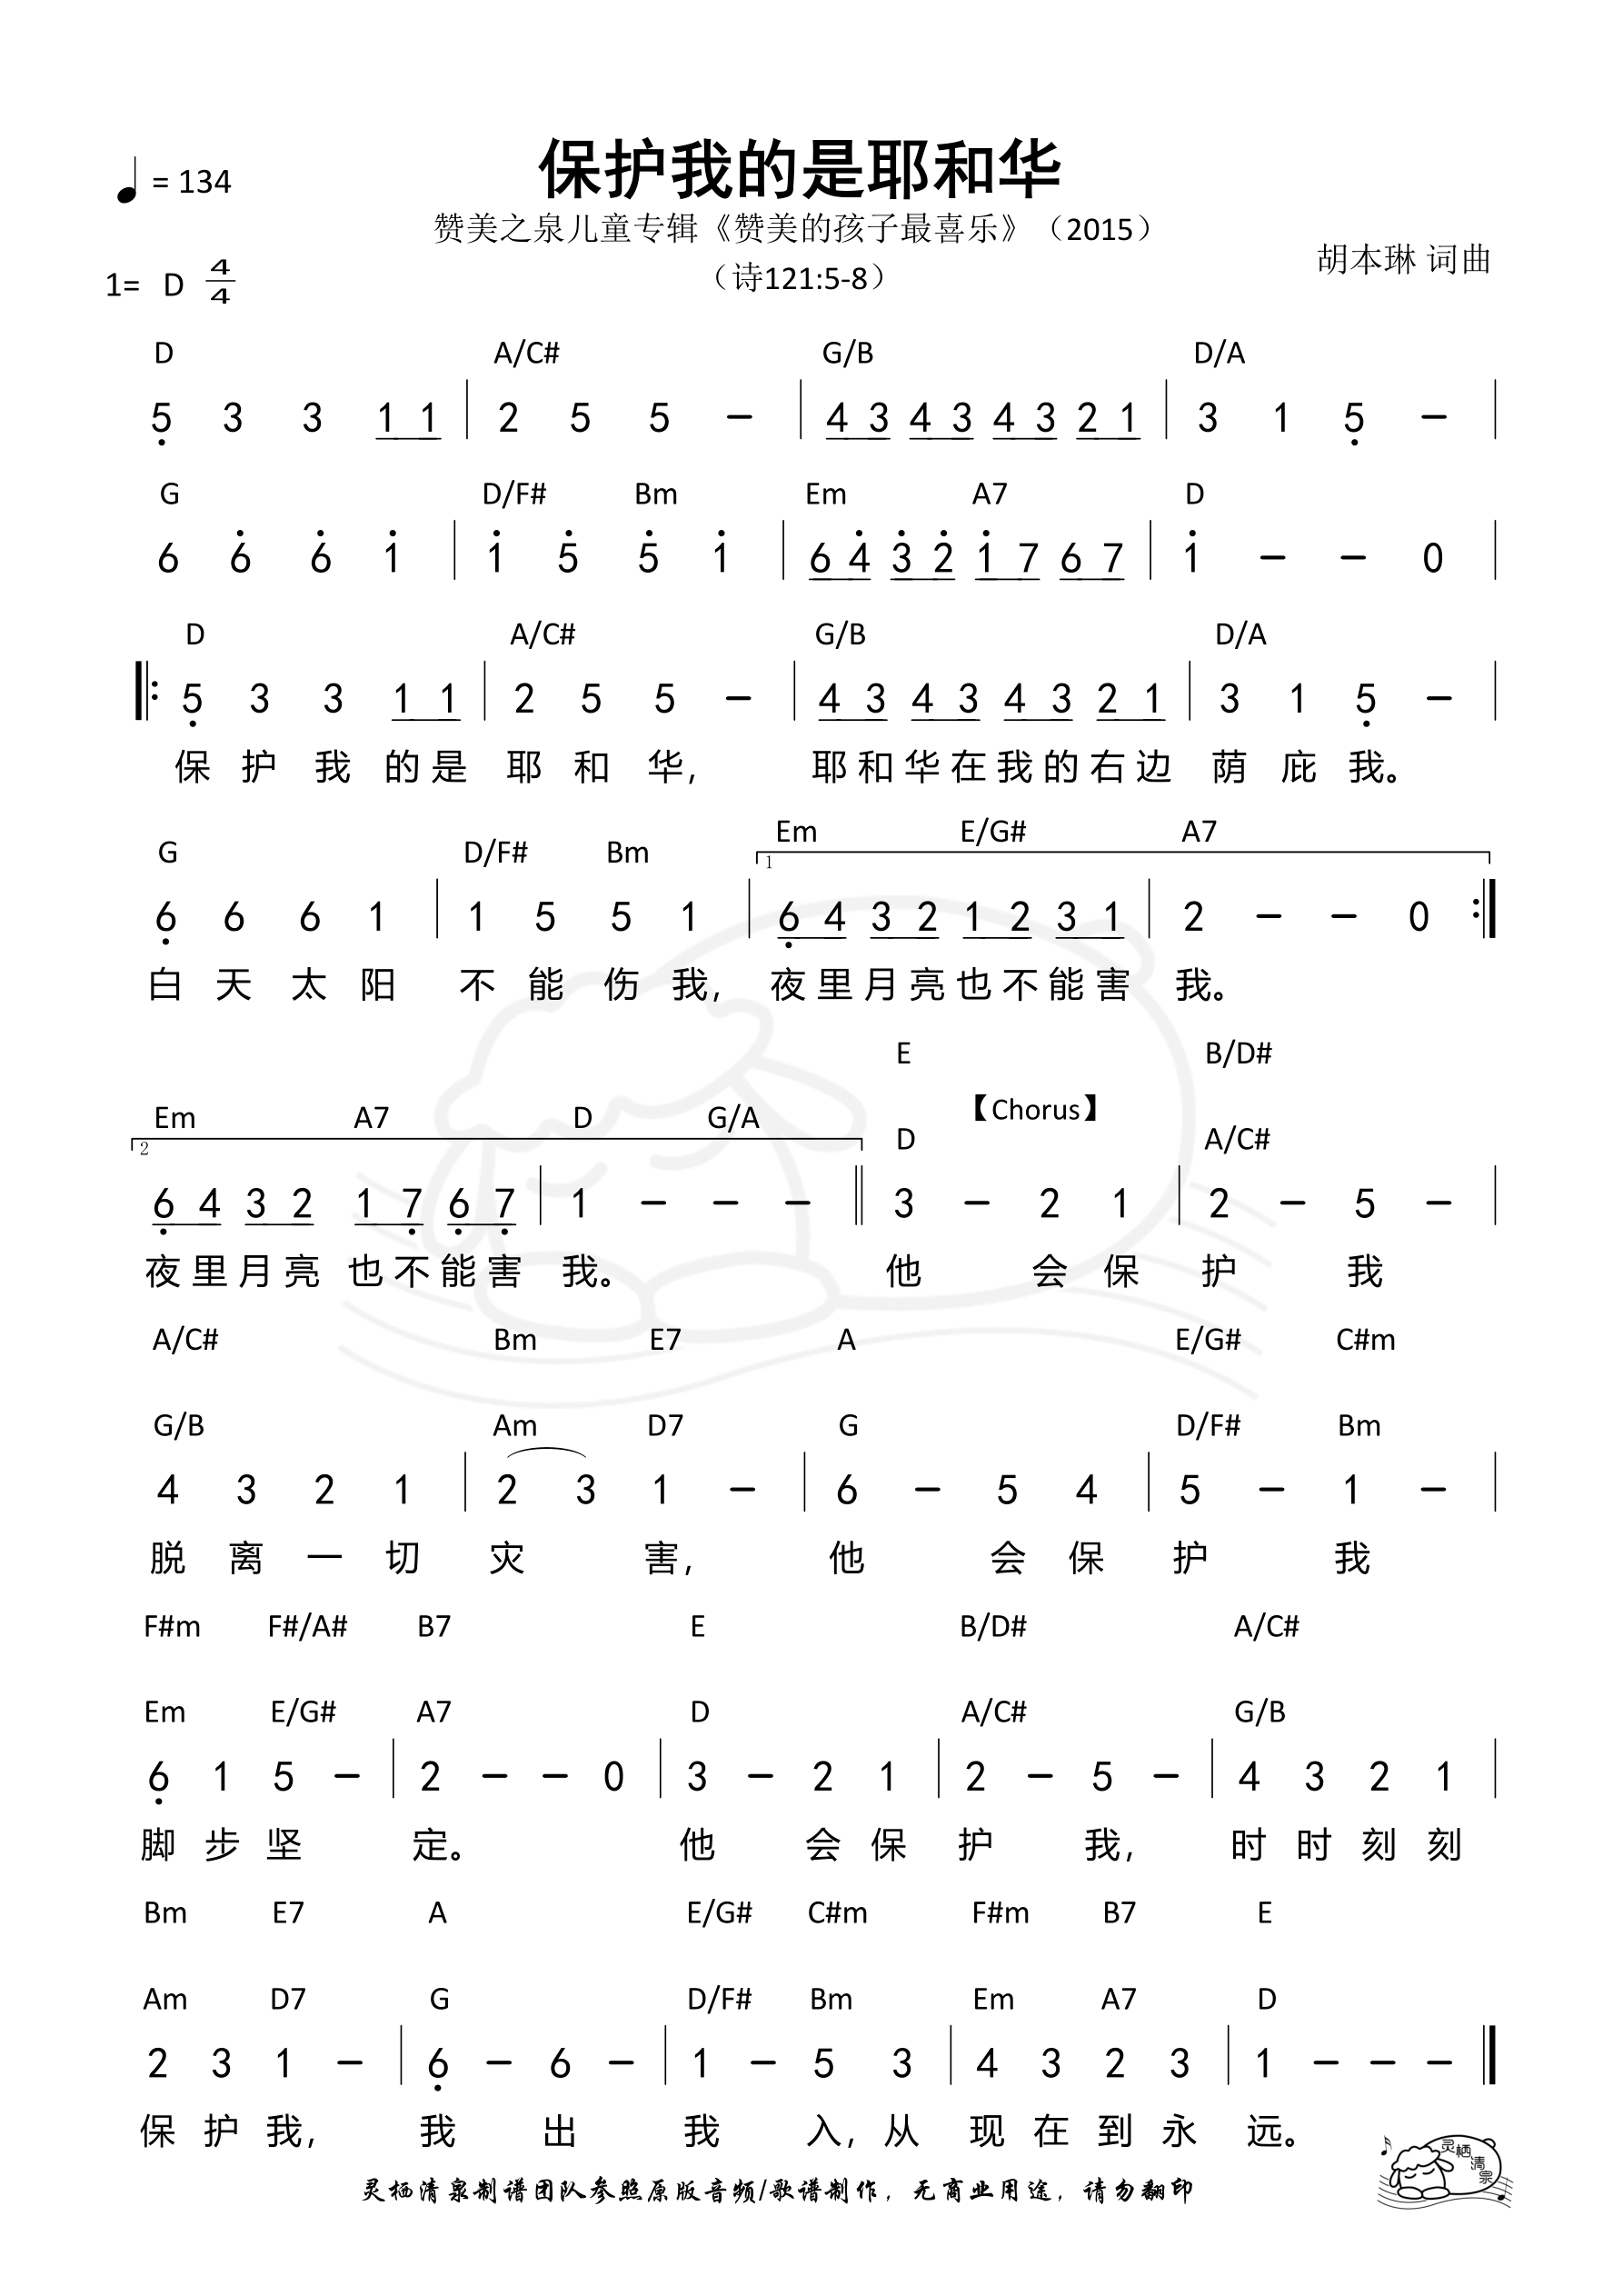 保护我的是耶和华
♩ = 134
赞美之泉儿童专辑《赞美的孩子最喜乐》（2015）
胡本琳 词曲
（诗121:5-8）
1= D 4/4
D A/C# G/B D/A
5̣ 3 3 1 1 | 2 5 5 － | 4 3 4 3 4 3 2 1 | 3 1 5̣ － |
G D/F# Bm Em A7 D
6 6̇ 6̇ 1̇ | 1̇ 5̇ 5̇ 1̇ | 6 4̇ 3̇ 2̇ 1̇ 7 6 7 | 1̇ － － 0 |
D A/C# G/B D/A
‖: 5̣ 3 3 1 1 | 2 5 5 － | 4 3 4 3 4 3 2 1 | 3 1 5̣ － |
保 护 我 的 是 耶 和 华， 耶 和 华 在 我 的 右 边 荫 庇 我。
G D/F# Bm Em E/G# A7
1
6̣ 6 6 1 | 1 5 5 1 | 6̣ 4 3 2 1 2 3 1 | 2 － － 0 :‖
白 天 太 阳 不 能 伤 我， 夜 里 月 亮 也 不 能 害 我。
E B/D#
【Chorus】
Em A7 D G/A D A/C#
2
6̣ 4 3 2 1 7̣ 6̣ 7̣ | 1 － － － ‖ 3 － 2 1 | 2 － 5 － |
夜 里 月 亮 也 不 能 害 我。 他 会 保 护 我
A/C# Bm E7 A E/G# C#m
G/B Am D7 G D/F# Bm
4 3 2 1 | 2 3 1 － | 6 － 5 4 | 5 － 1 － |
脱 离 一 切 灾 害， 他 会 保 护 我
F#m F#/A# B7 E B/D# A/C#
Em E/G# A7 D A/C# G/B
6̣ 1 5 － | 2 － － 0 | 3 － 2 1 | 2 － 5 － | 4 3 2 1 |
脚 步 坚 定。 他 会 保 护 我， 时 时 刻 刻
Bm E7 A E/G# C#m F#m B7 E
Am D7 G D/F# Bm Em A7 D
2 3 1 － | 6̣ － 6 － | 1 － 5 3 | 4 3 2 3 | 1 － － － ‖
保 护 我， 我 出 我 入， 从 现 在 到 永 远。
灵栖清泉制谱团队参照原版音频/歌谱制作，无商业用途，请勿翻印
灵栖清泉